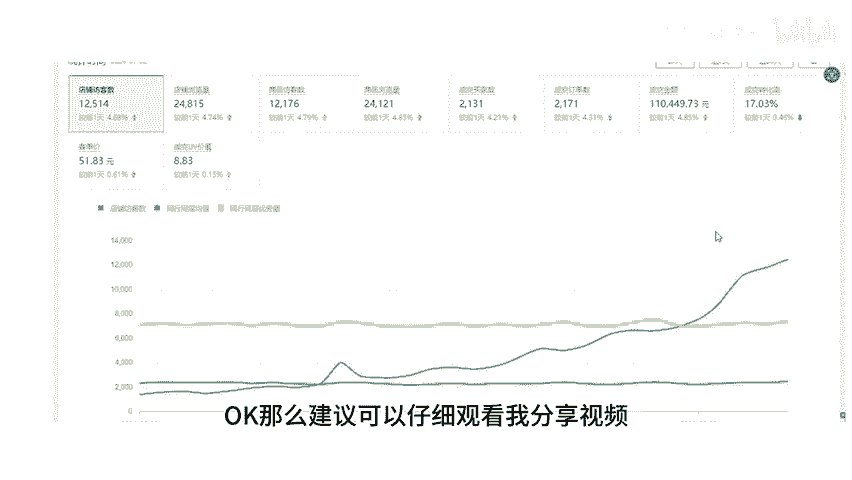 店铺访客数
12,514
较前1天 4.88%
店铺浏览量
24,815
较前1天 4.74%
商品访客数
12,176
较前1天 4.79%
商品浏览量
24,121
较前1天 4.83%
成交买家数
2,131
较前1天 4.21%
成交订单数
2,171
较前1天 4.31%
成交金额
110,449.73 元
较前1天 4.85%
成交转化率
17.03%
较前1天 0.46%
客单价
51.83 元
较前1天 0.61%
成交UV价值
8.83
较前1天 0.15%
店铺访客数
同行同层均值
同行同层优秀值
14,000
12,000
10,000
8,000
6,000
4,000
2,000
0
OK那么建议可以仔细观看我分享视频